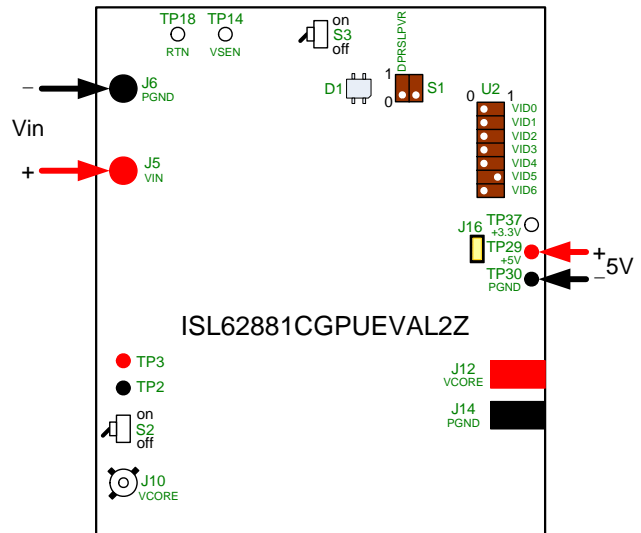 TP18 TP14
RTN VSEN
on
S3
off
DPRSLPVR
J6
PGND
−
Vin
+
J5
VIN
D1
1
0
S1
U2
0 1
VID0
VID1
VID2
VID3
VID4
VID5
VID6
TP37
+3.3V
J16
TP29
+5V
TP30
PGND
+
5V
−
ISL62881CGPUEVAL2Z
TP3
TP2
on
S2
off
J10
VCORE
J12
VCORE
J14
PGND